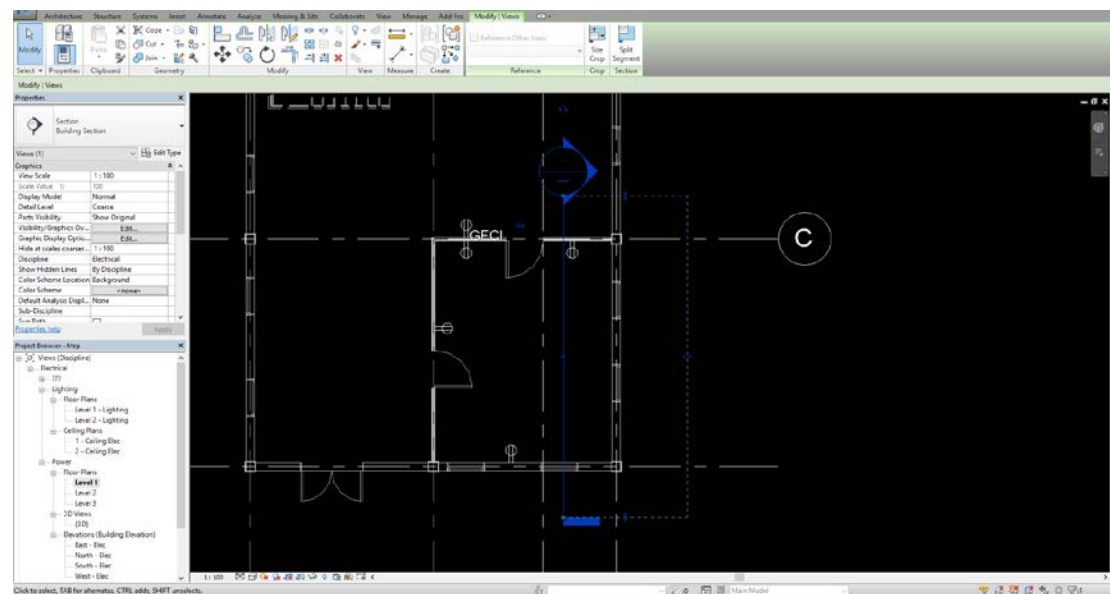 Architecture Structure Systems Insert Annotate Analyze Massing & Site Collaborate View Manage Add-Ins Modify | Views
Modify
Paste
Cope
Cut
Join
Reference Other View
Size Crop
Split Segment
Select Properties Clipboard Geometry Modify View Measure Create Reference Crop Section
Modify | Views
Properties
Section
Building Section
Views (1) Edit Type
Graphics
View Scale 1 : 100
Scale Value 1: 100
Display Model Normal
Detail Level Coarse
Parts Visibility Show Original
Visibility/Graphics Ov... Edit...
Graphic Display Optio... Edit...
Hide at scales coarser... 1 : 100
Discipline Electrical
Show Hidden Lines By Discipline
Color Scheme Location Background
Color Scheme <none>
Default Analysis Displ... None
Sub-Discipline
Sun Path
Properties help Apply
Project Browser - Mep
Views (Discipline)
Electrical
???
Lighting
Floor Plans
Level 1 - Lighting
Level 2 - Lighting
Ceiling Plans
1 - Ceiling Elec
2 - Ceiling Elec
Power
Floor Plans
Level 1
Level 2
Level 3
3D Views
{3D}
Elevations (Building Elevation)
East - Elec
North - Elec
South - Elec
West - Elec
GECI
C
1 : 100
Click to select, TAB for alternates, CTRL adds, SHIFT unselects.
:0
Main Model